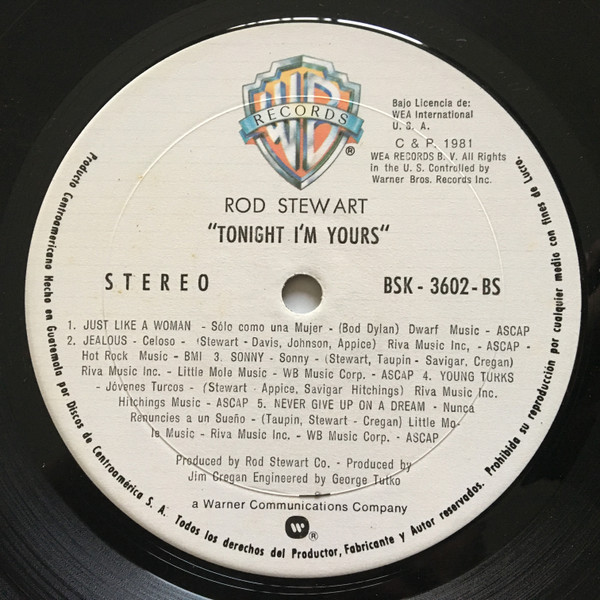 WB
RECORDS
®
Bajo Licencia de:
WEA International
U. S. A.
C & P. 1981
WEA RECORDS B. V. All Rights
in the U. S. Controlled by
Warner Bros. Records Inc.
ROD STEWART
"TONIGHT I'M YOURS"
STEREO
BSK - 3602-BS
1. JUST LIKE A WOMAN - Sólo como una Mujer - (Bod Dylan) Dwarf Music - ASCAP
2. JEALOUS - Celoso - (Stewart - Davis, Johnson, Appice) Riva Music Inc, - ASCAP -
Hot Rock Music - BMI 3. SONNY - Sonny - (Stewart, Taupin - Savigar, Cregan)
Riva Music Inc. - Little Mole Music - WB Music Corp. - ASCAP 4. YOUNG TURKS
- Jóvenes Turcos - (Stewart - Appice, Savigar Hitchings) Riva Music Inc.
Hitchings Music - ASCAP 5. NEVER GIVE UP ON A DREAM - Nunca
Renuncies a un Sueño - (Taupin, Stewart - Cregan) Little Mo-
le Music - Riva Music Inc. - WB Music Corp. - ASCAP
Produced by Rod Stewart Co. - Produced by
Jim Cregan Engineered by George Tutko
a Warner Communications Company
®
Producto Centroamericano Hecho en Guatemala por Discos de Centroamérica S. A. Todos los derechos del Productor, Fabricante y Autor reservados. Prohibida su reproducción por cualquier medio con fines de Lucro.